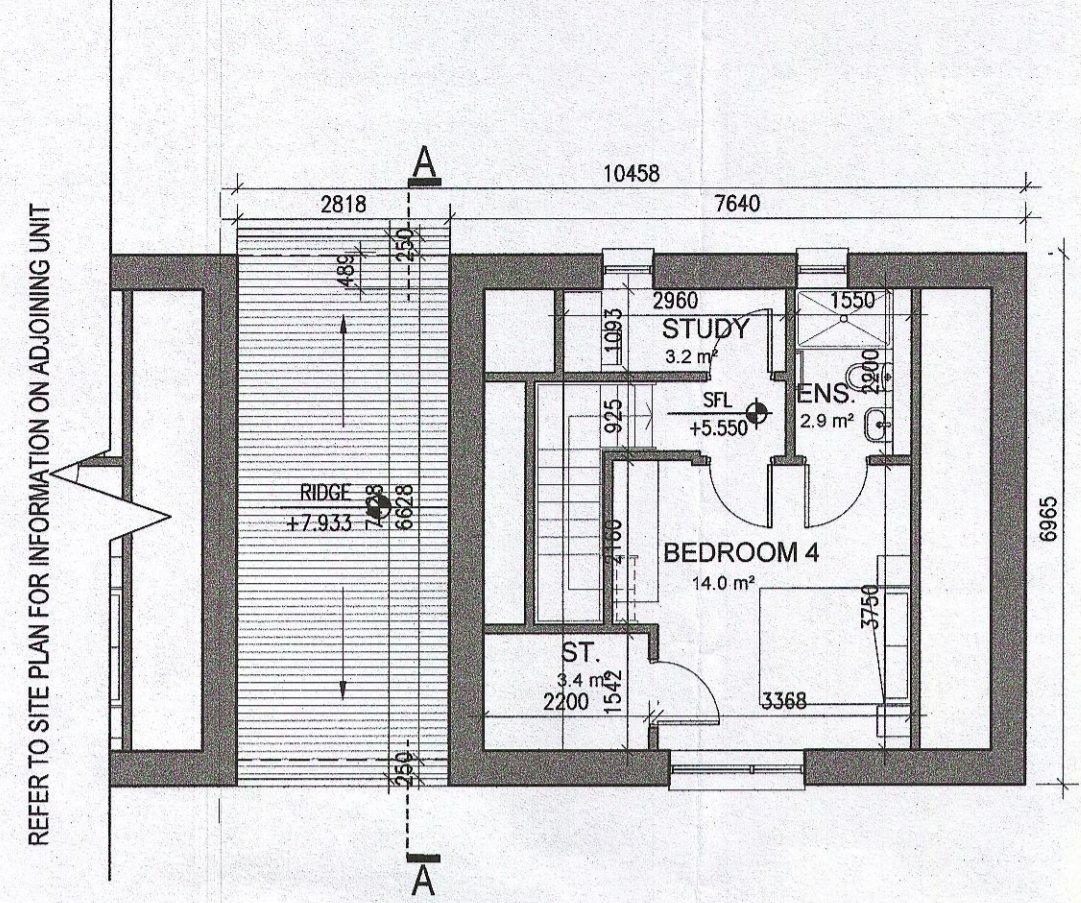 A
10458
2818
7640
250
489
2960
1550
1093
STUDY
3.2 m²
2200
SFL
+5.550
ENS.
2.9 m²
925
REFER TO SITE PLAN FOR INFORMATION ON ADJOINING UNIT
RIDGE
+7.933
6628
6965
2160
BEDROOM 4
14.0 m²
3750
ST.
3.4 m²
2200
1542
3368
250
A